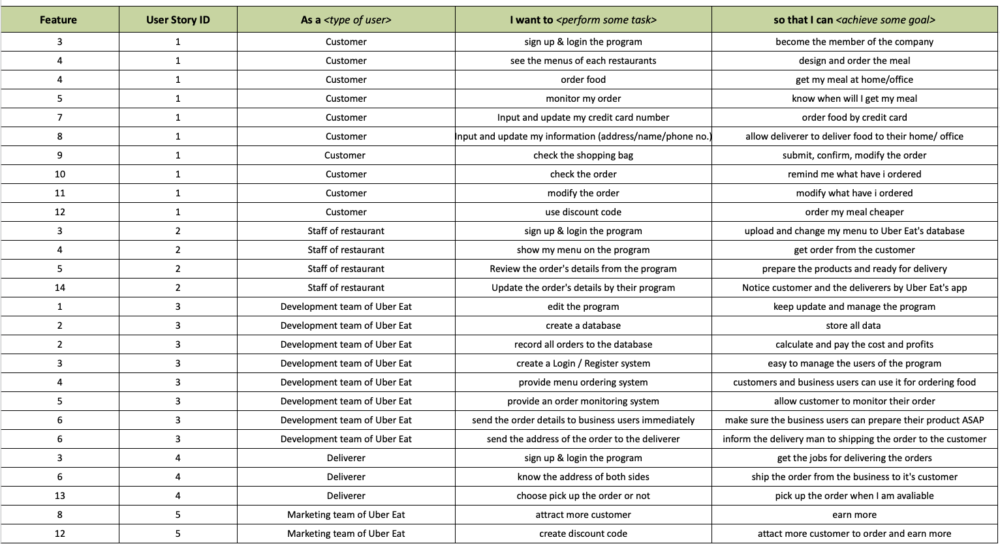 Feature User Story ID As a <type of user> I want to <perform some task> so that I can <achieve some goal>
3 1 Customer sign up & login the program become the member of the company
4 1 Customer see the menus of each restaurants design and order the meal
4 1 Customer order food get my meal at home/office
5 1 Customer monitor my order know when will I get my meal
7 1 Customer Input and update my credit card number order food by credit card
8 1 Customer Input and update my information (address/name/phone no.) allow deliverer to deliver food to their home/ office
9 1 Customer check the shopping bag submit, confirm, modify the order
10 1 Customer check the order remind me what have i ordered
11 1 Customer modify the order modify what have i ordered
12 1 Customer use discount code order my meal cheaper
3 2 Staff of restaurant sign up & login the program upload and change my menu to Uber Eat's database
4 2 Staff of restaurant show my menu on the program get order from the customer
5 2 Staff of restaurant Review the order's details from the program prepare the products and ready for delivery
14 2 Staff of restaurant Update the order's details by their program Notice customer and the deliverers by Uber Eat's app
1 3 Development team of Uber Eat edit the program keep update and manage the program
2 3 Development team of Uber Eat create a database store all data
2 3 Development team of Uber Eat record all orders to the database calculate and pay the cost and profits
3 3 Development team of Uber Eat create a Login / Register system easy to manage the users of the program
4 3 Development team of Uber Eat provide menu ordering system customers and business users can use it for ordering food
5 3 Development team of Uber Eat provide an order monitoring system allow customer to monitor their order
6 3 Development team of Uber Eat send the order details to business users immediately make sure the business users can prepare their product ASAP
6 3 Development team of Uber Eat send the address of the order to the deliverer inform the delivery man to shipping the order to the customer
3 4 Deliverer sign up & login the program get the jobs for delivering the orders
6 4 Deliverer know the address of both sides ship the order from the business to it's customer
13 4 Deliverer choose pick up the order or not pick up the order when I am avaliable
8 5 Marketing team of Uber Eat attract more customer earn more
12 5 Marketing team of Uber Eat create discount code attact more customer to order and earn more